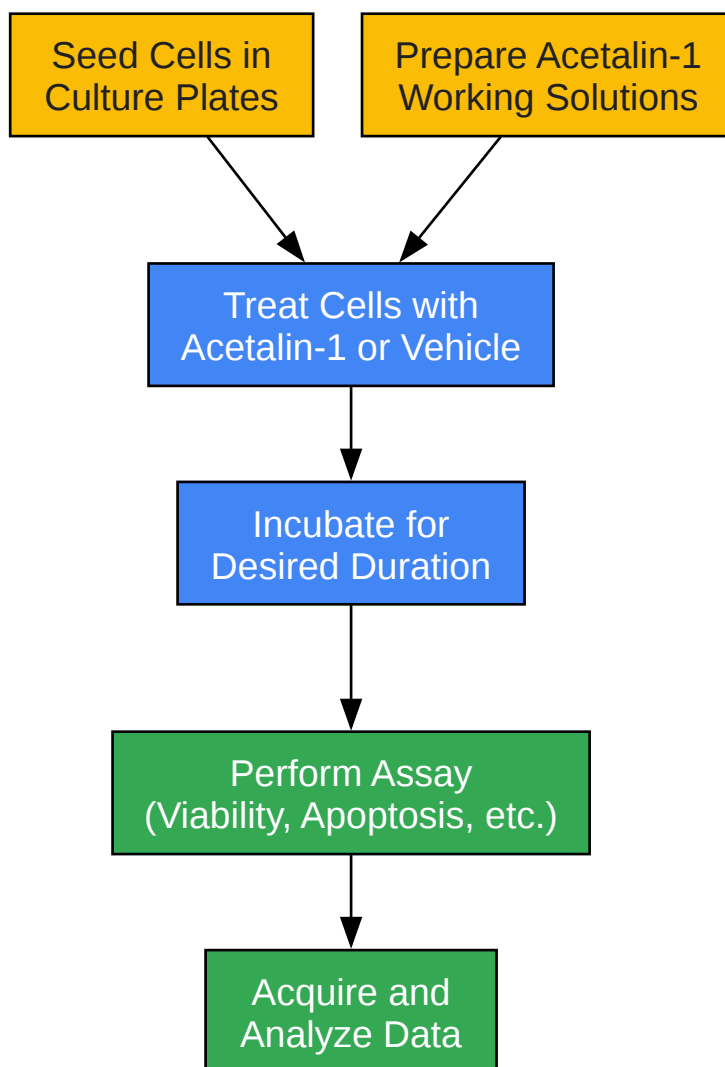 Seed Cells in
Culture Plates
Prepare Acetalin-1
Working Solutions
Treat Cells with
Acetalin-1 or Vehicle
Incubate for
Desired Duration
Perform Assay
(Viability, Apoptosis, etc.)
Acquire and
Analyze Data